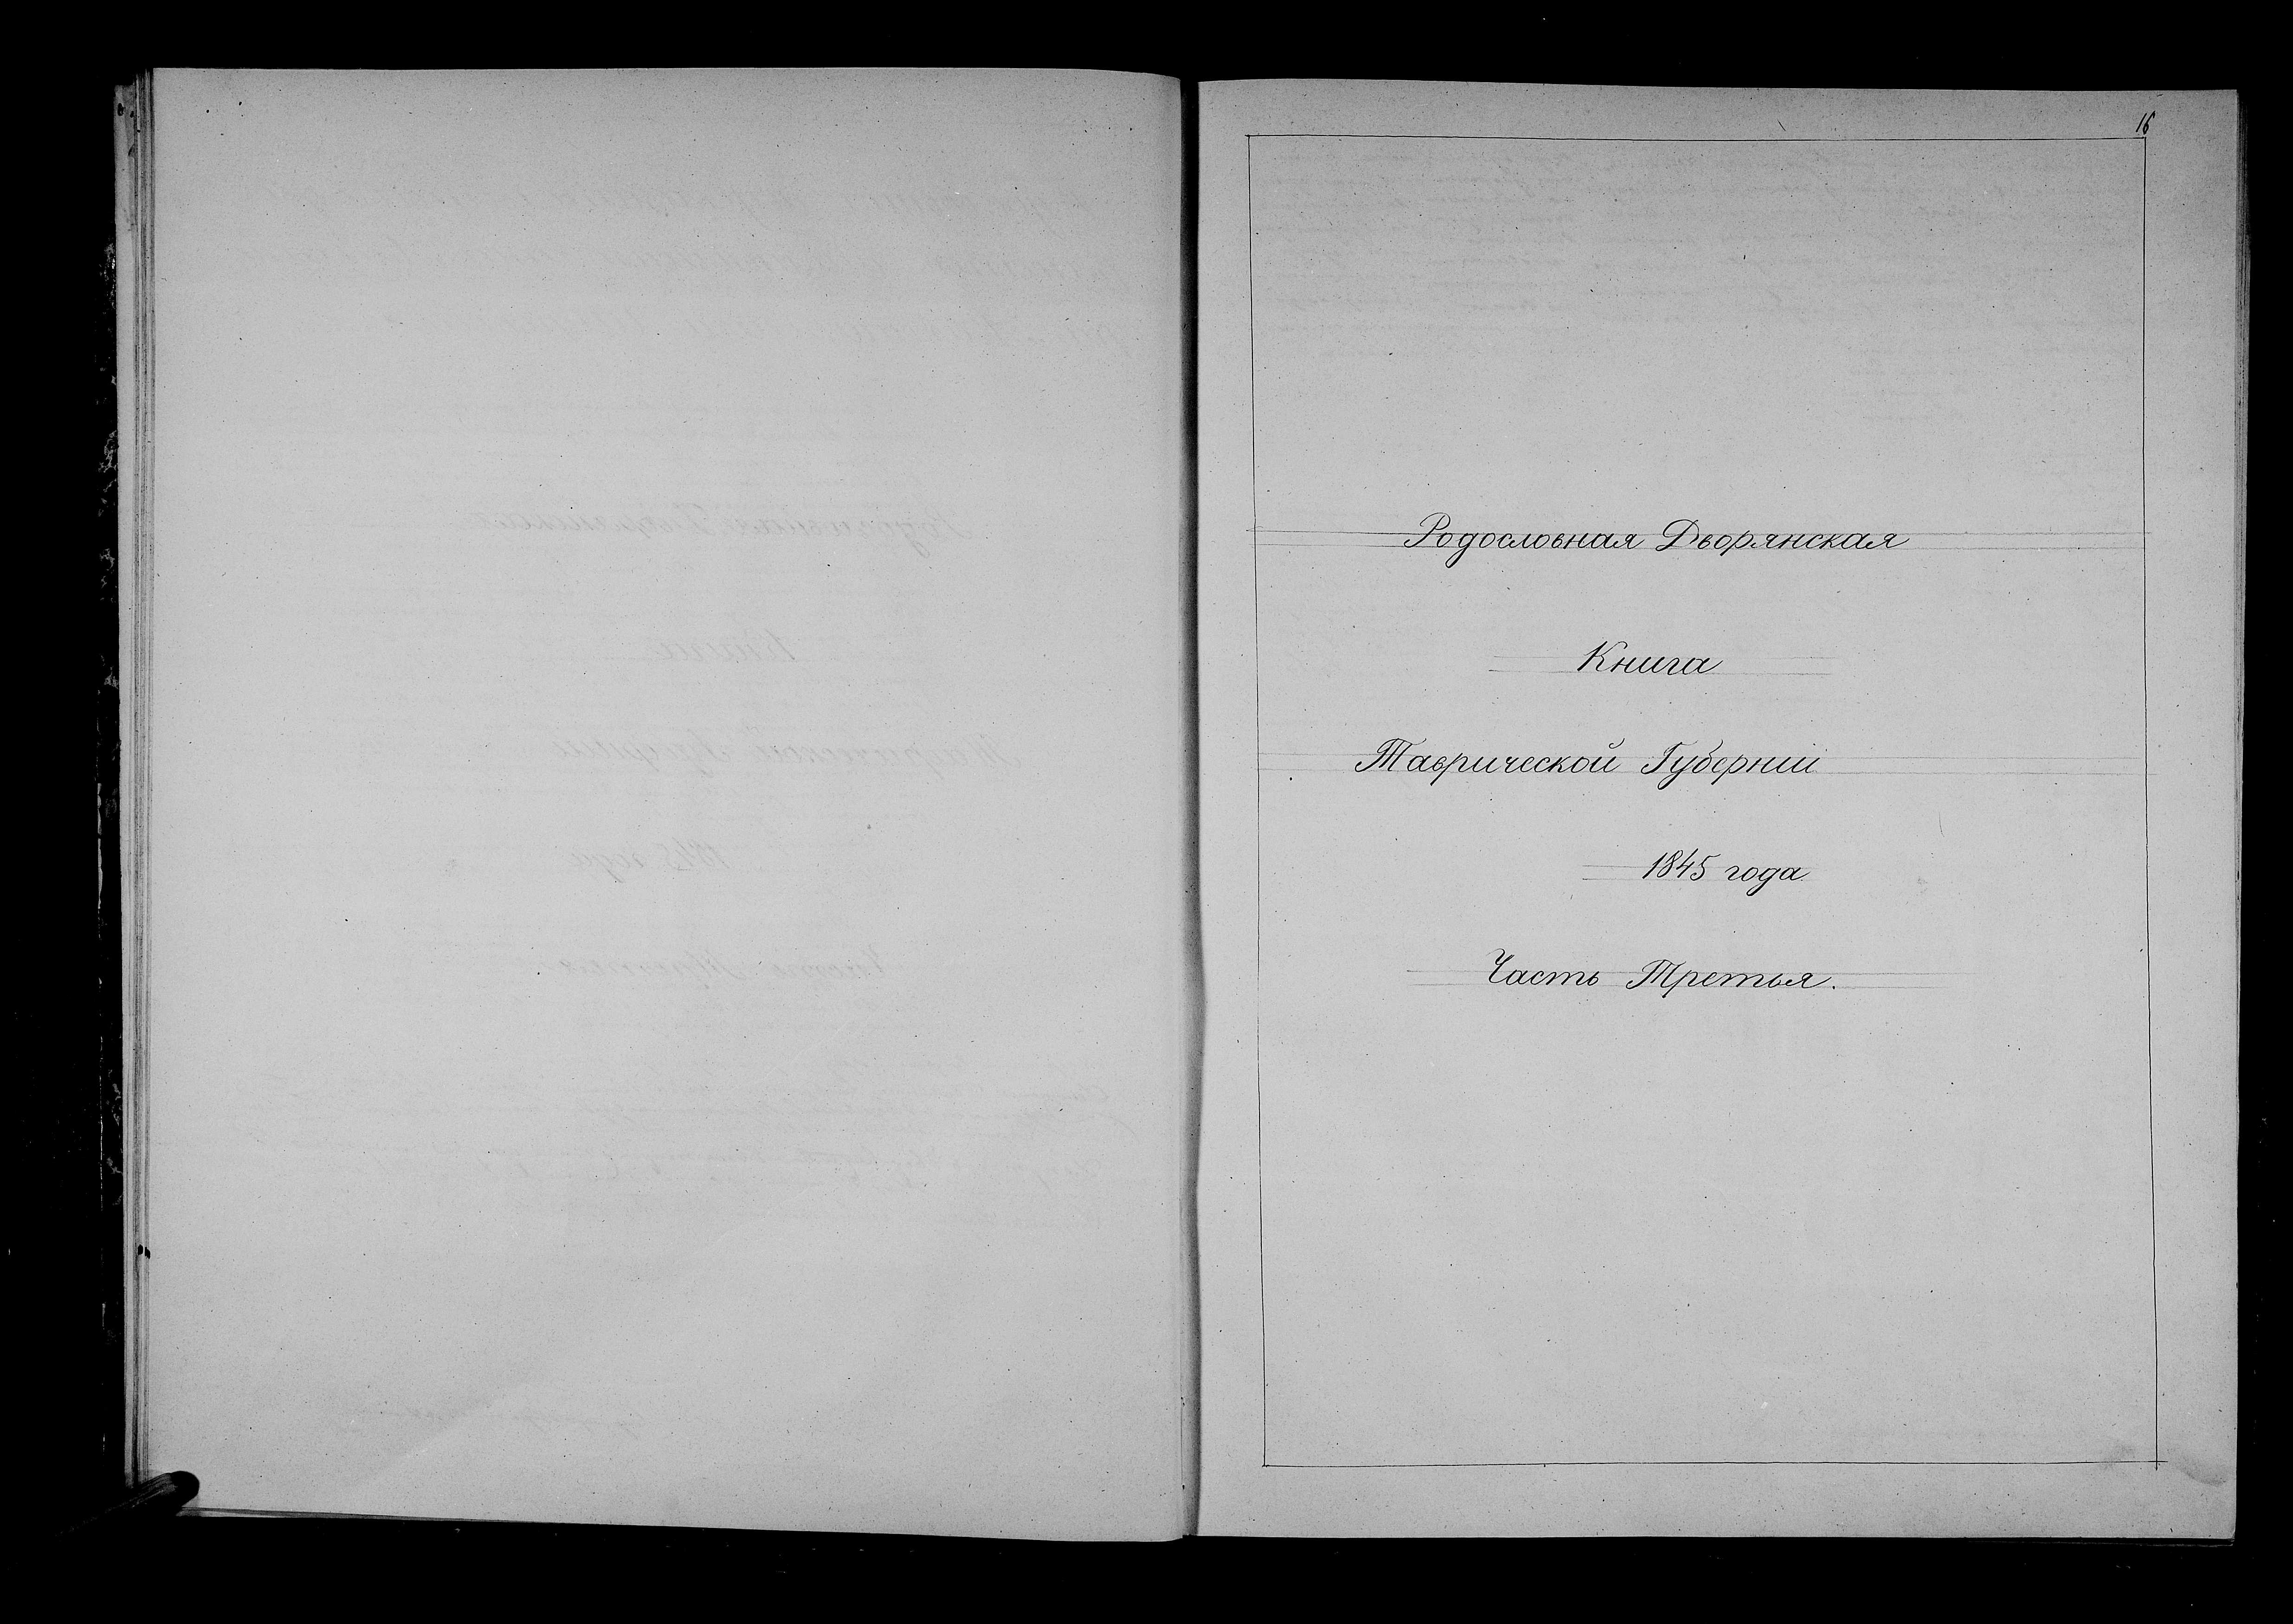 16
Родословная Дворянская
Книга
Таврической Губернiи
1845 года
Часть Третья.